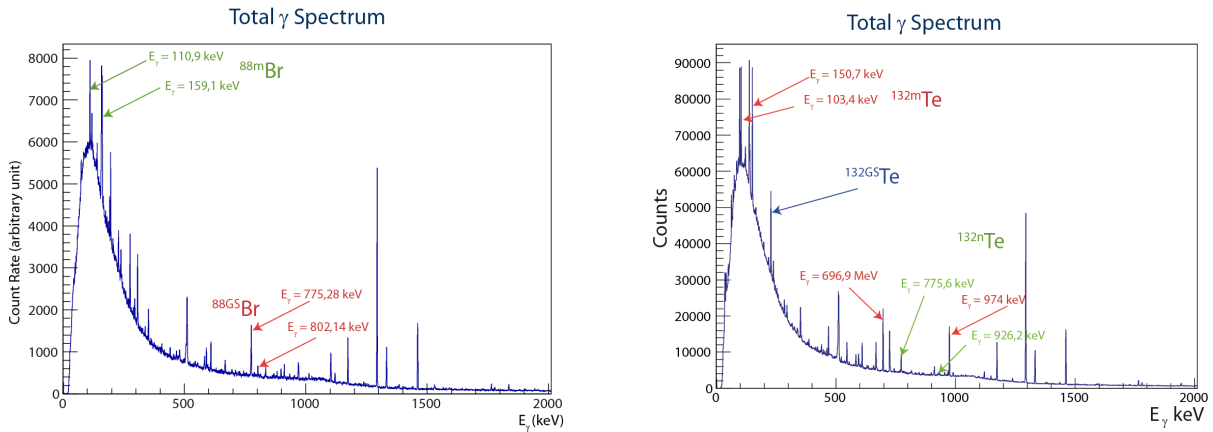 Total γ Spectrum
8000
7000
6000
5000
4000
3000
2000
1000
0
Count Rate (arbitrary unit)
Eγ = 110,9 keV
88mBr
Eγ = 159,1 keV
88GSBr
Eγ = 775,28 keV
Eγ = 802,14 keV
0
500
1000
1500
2000
Eγ (keV)
Total γ Spectrum
90000
80000
70000
60000
50000
40000
30000
20000
10000
0
Counts
Eγ = 150,7 keV
Eγ = 103,4 keV
132mTe
132GSTe
132nTe
Eγ = 696,9 MeV
Eγ = 775,6 keV
Eγ = 974 keV
Eγ = 926,2 keV
0
500
1000
1500
2000
Eγ keV